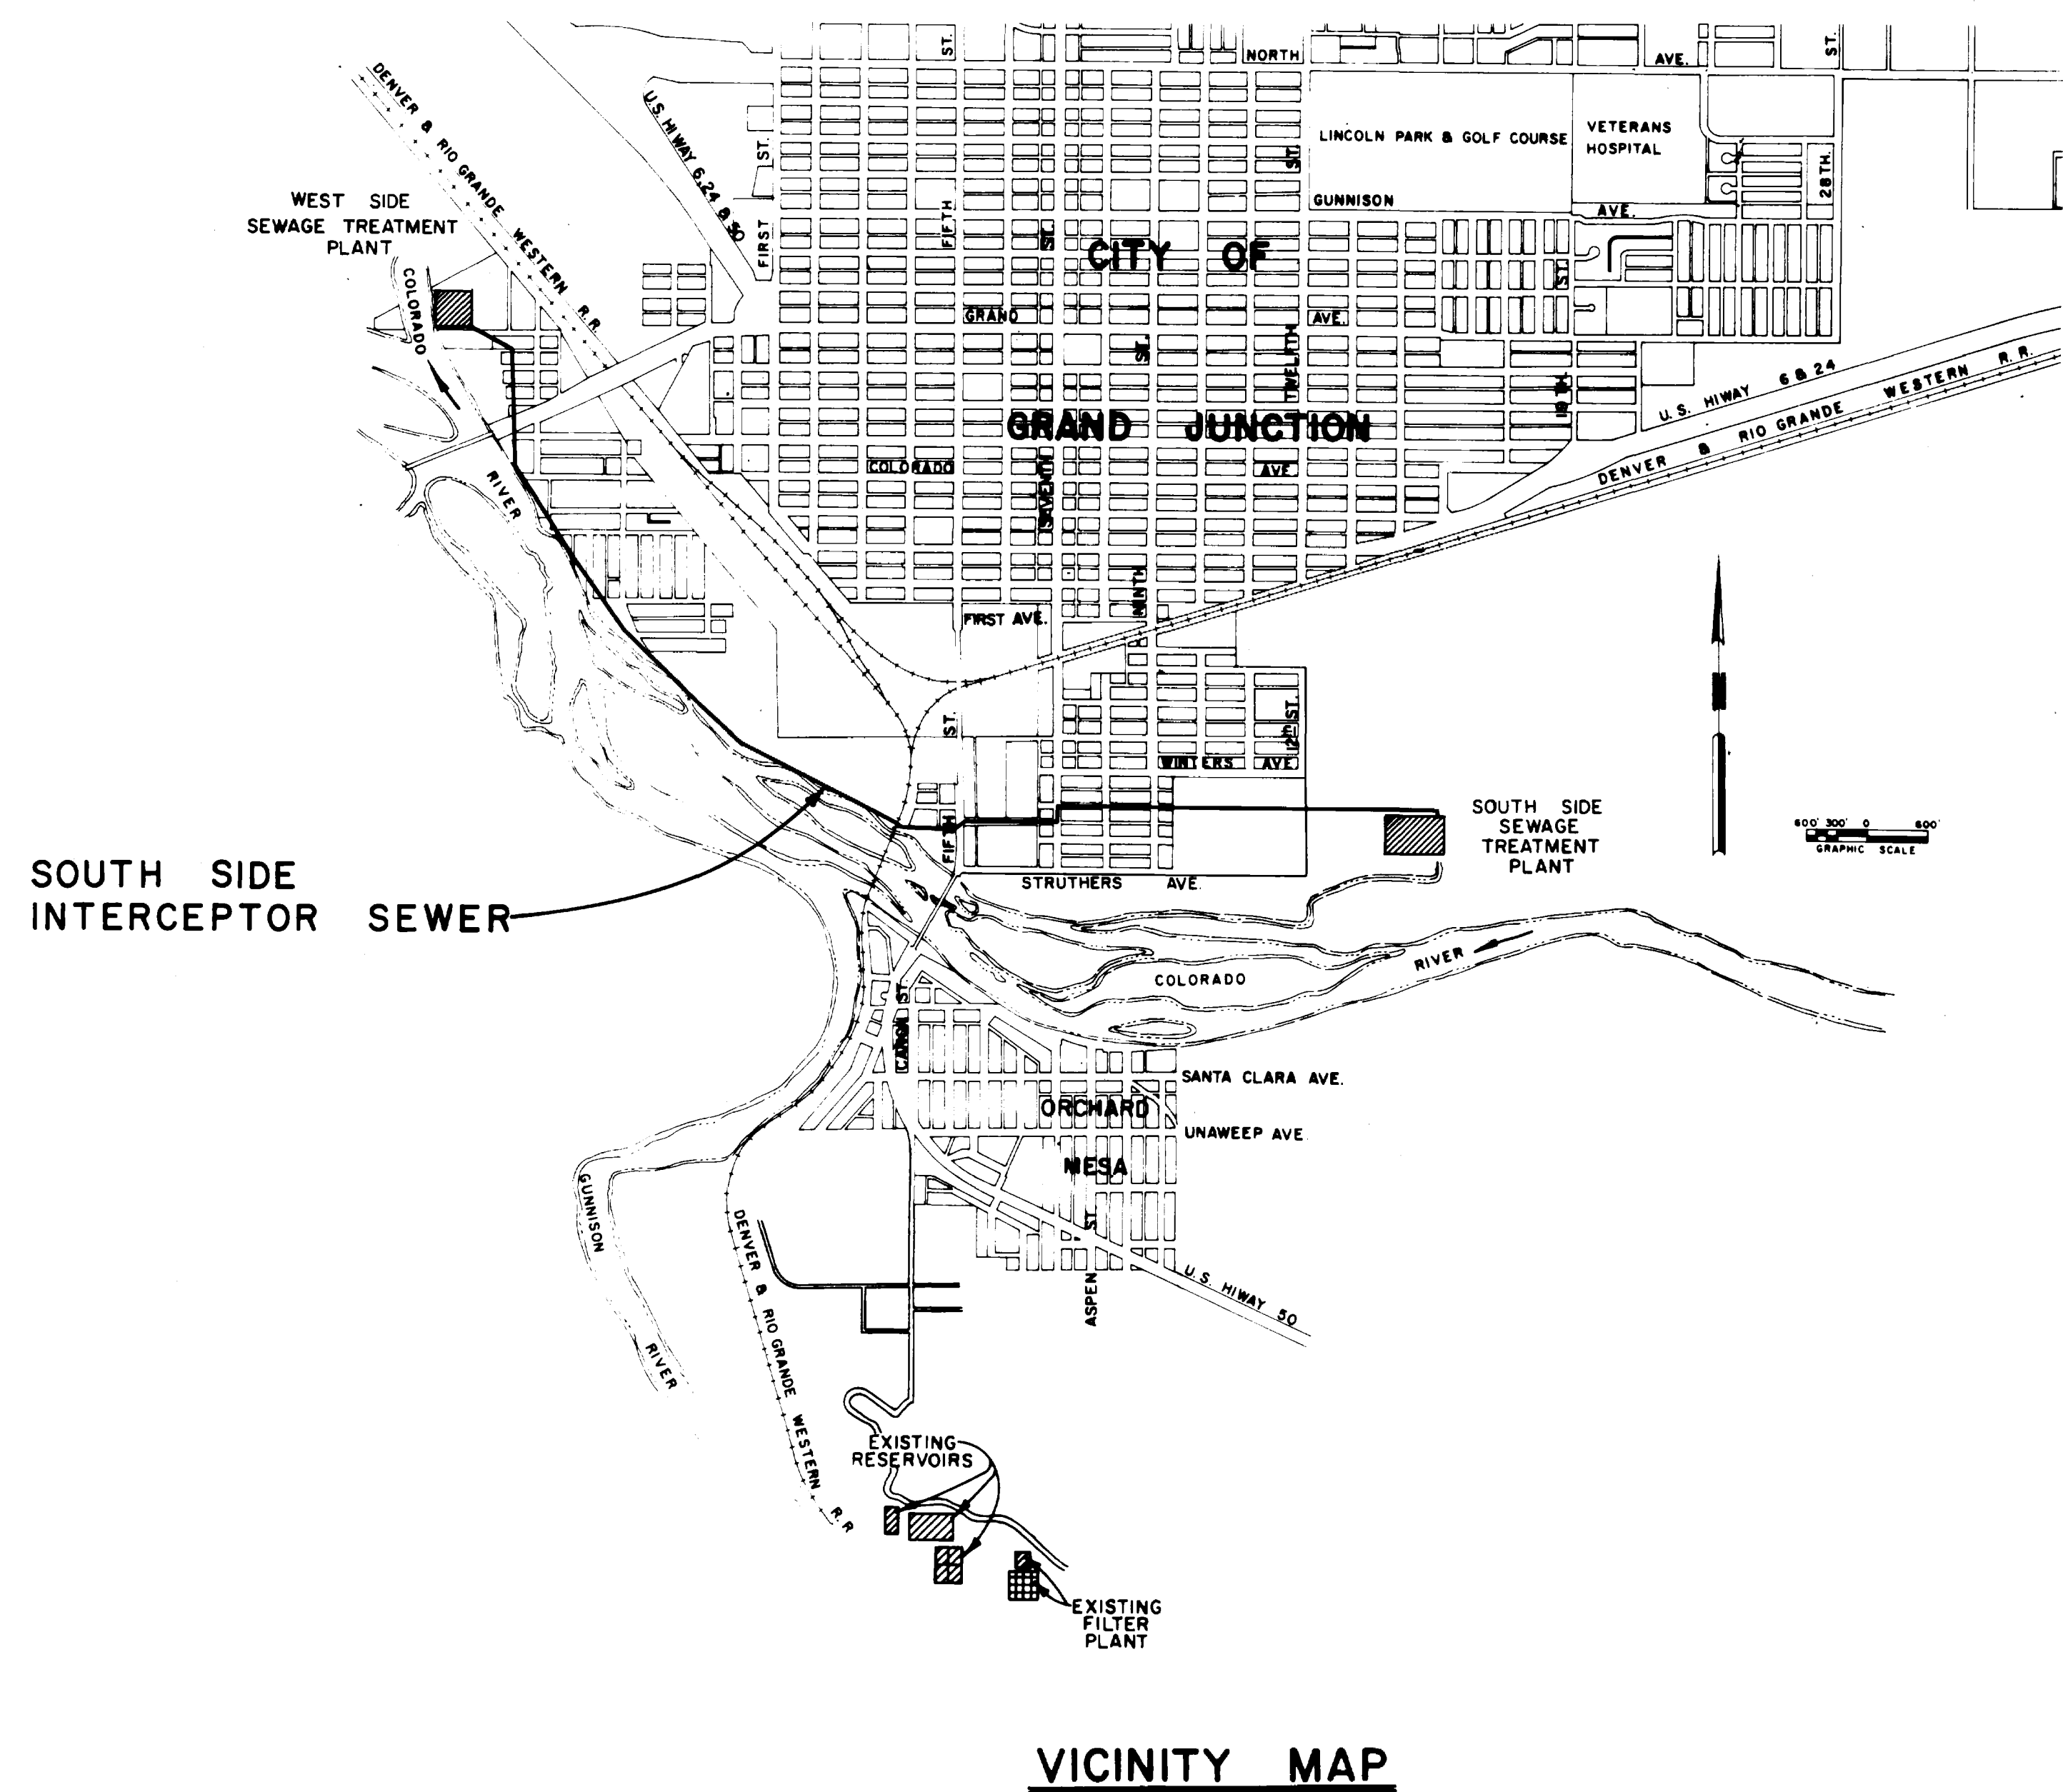 NORTH
AVE.
ST.
ST.
DENVER & RIO GRANDE WESTERN R.R.
U.S. HIWAY 6,24 & 50
FIRST ST.
FIFTH
ST.
ST.
LINCOLN PARK & GOLF COURSE
VETERANS
HOSPITAL
28TH.
GUNNISON
AVE.
WEST SIDE
SEWAGE TREATMENT
PLANT
CITY OF
ST.
COLORADO
GRAND
AVE.
ST.
TWELFTH
19 TH.
U.S. HIWAY 6 & 24
DENVER & RIO GRANDE WESTERN R. R.
GRAND JUNCTION
COLORADO
AVE
RIVER
SEVENTH
NINTH
FIRST AVE.
ST.
12TH ST.
WINTERS AVE.
SOUTH SIDE
SEWAGE
TREATMENT
PLANT
600' 300' 0 600'
GRAPHIC SCALE
FIFTH
STRUTHERS AVE.
SOUTH SIDE
INTERCEPTOR SEWER
COLORADO
RIVER
ST
SANTA CLARA AVE.
ORCHARD
UNAWEEP AVE.
MESA
GUNNISON
RIVER
DENVER & RIO GRANDE WESTERN R.R
ASPEN ST.
U.S. HIWAY 50
EXISTING
RESERVOIRS
EXISTING
FILTER
PLANT
VICINITY MAP